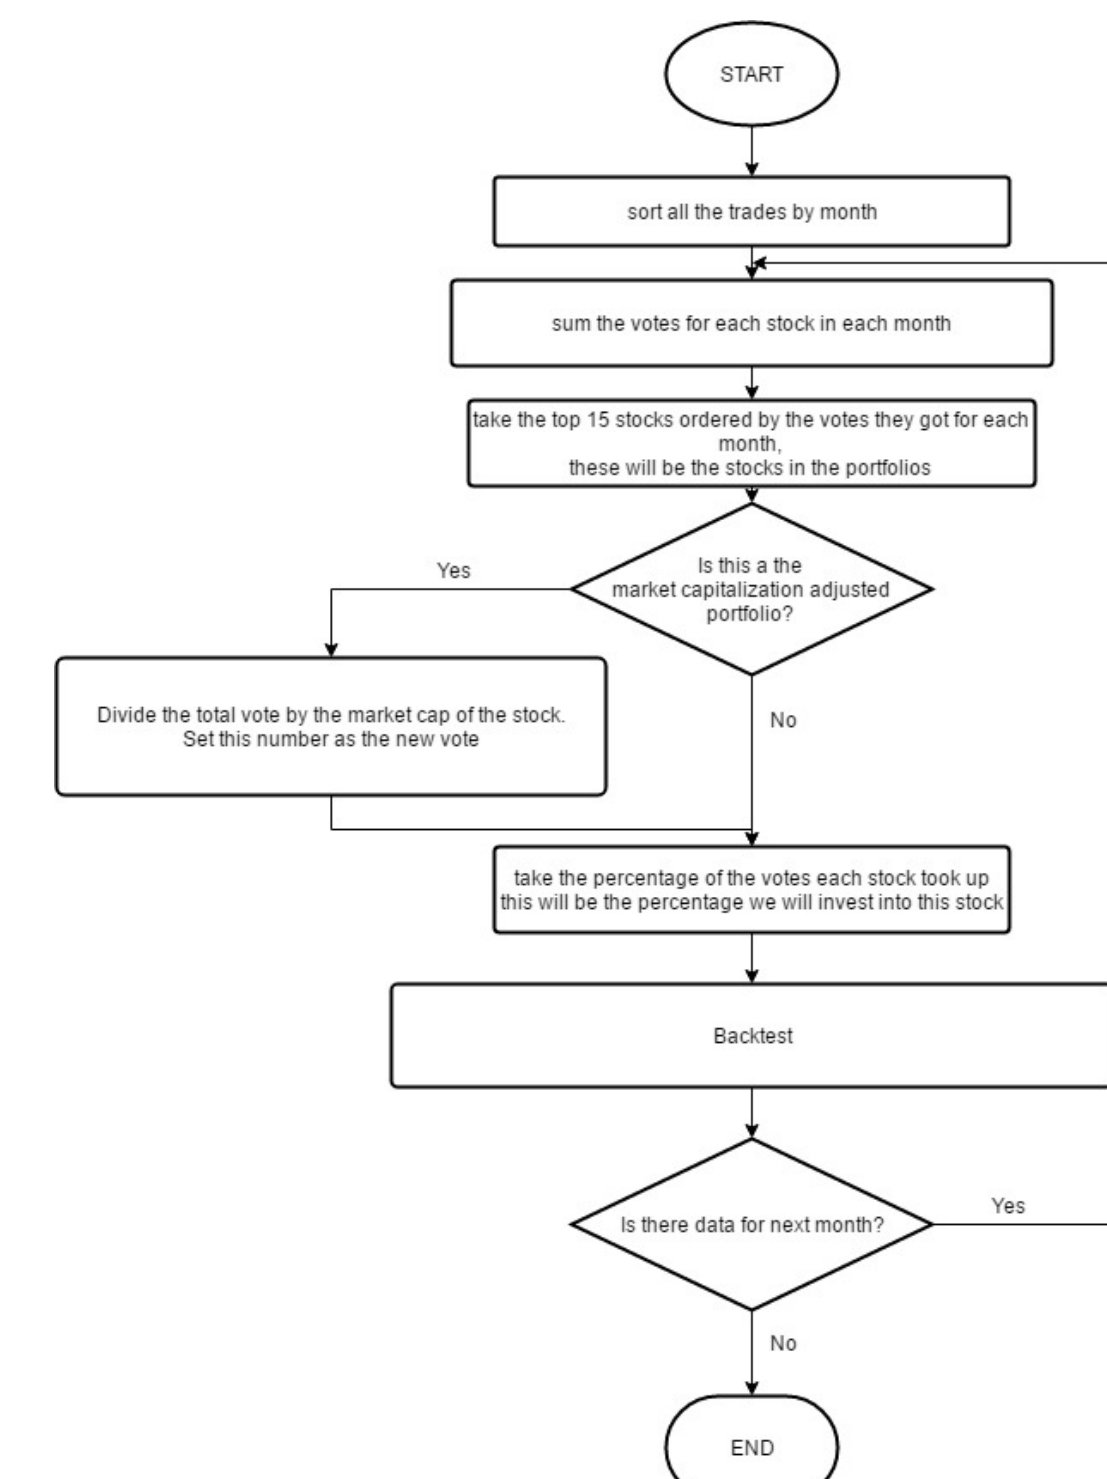 START
sort all the trades by month
sum the votes for each stock in each month
take the top 15 stocks ordered by the votes they got for each
month,
these will be the stocks in the portfolios
Is this a the
market capitalization adjusted
portfolio?
Yes
Divide the total vote by the market cap of the stock.
Set this number as the new vote
No
take the percentage of the votes each stock took up
this will be the percentage we will invest into this stock
Backtest
Is there data for next month?
Yes
No
END